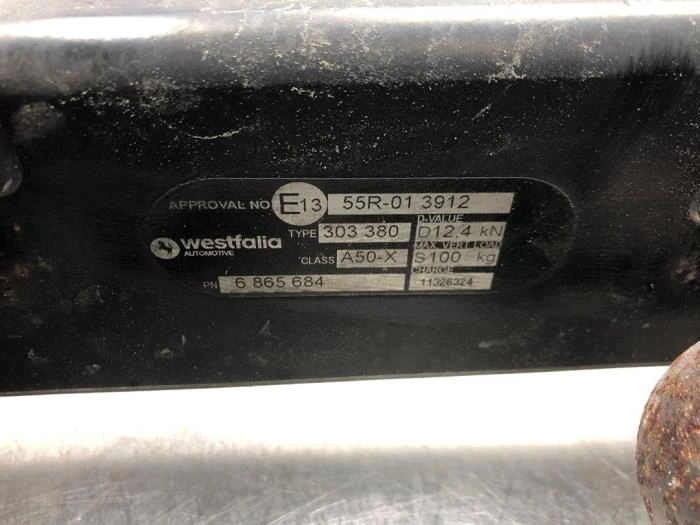 APPROVAL NO E13 55R-01 3912
TYPE 303 380 D-VALUE D12,4 kN
westfalia AUTOMOTIVE
CLASS A50-X MAX. VERT. LOAD S100 kg
PN 6 865 684 CHARGE 11326324